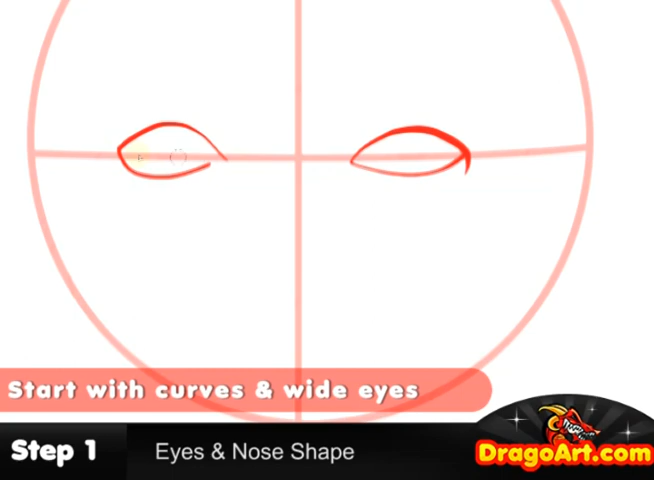 Start with curves & wide eyes
Step 1
Eyes & Nose Shape
DragoArt.com